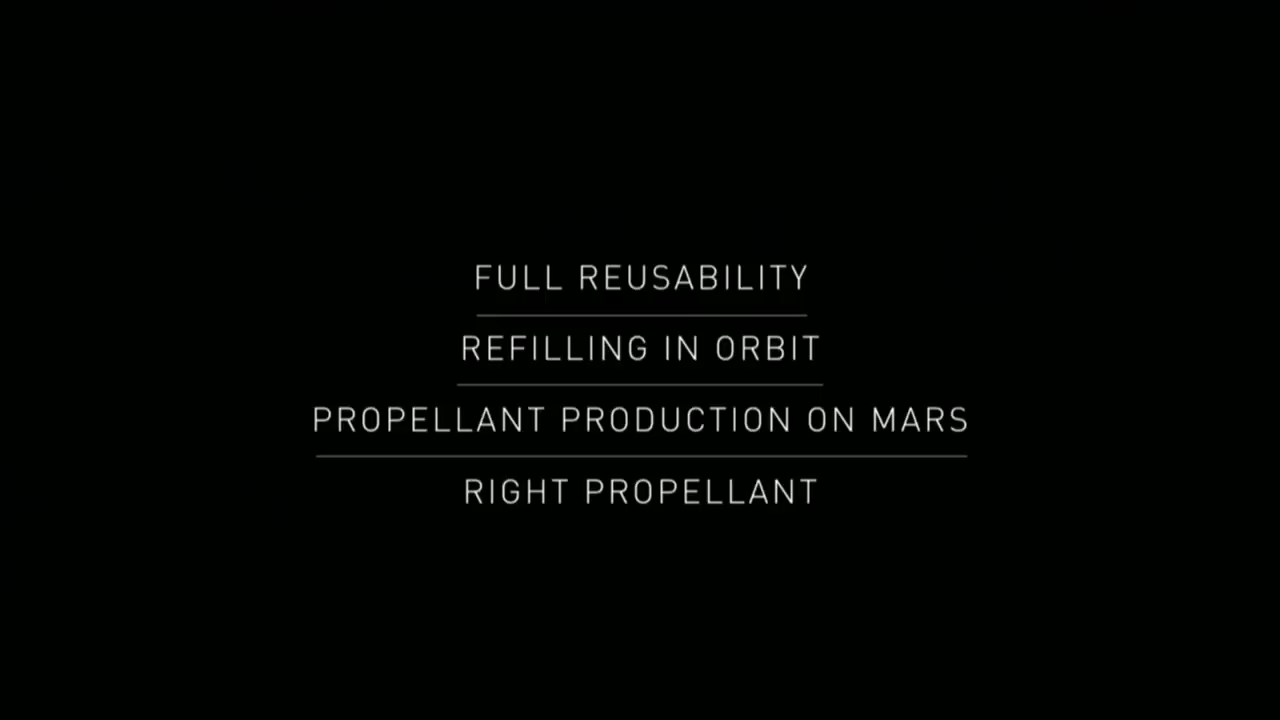 FULL REUSABILITY
REFILLING IN ORBIT
PROPELLANT PRODUCTION ON MARS
RIGHT PROPELLANT